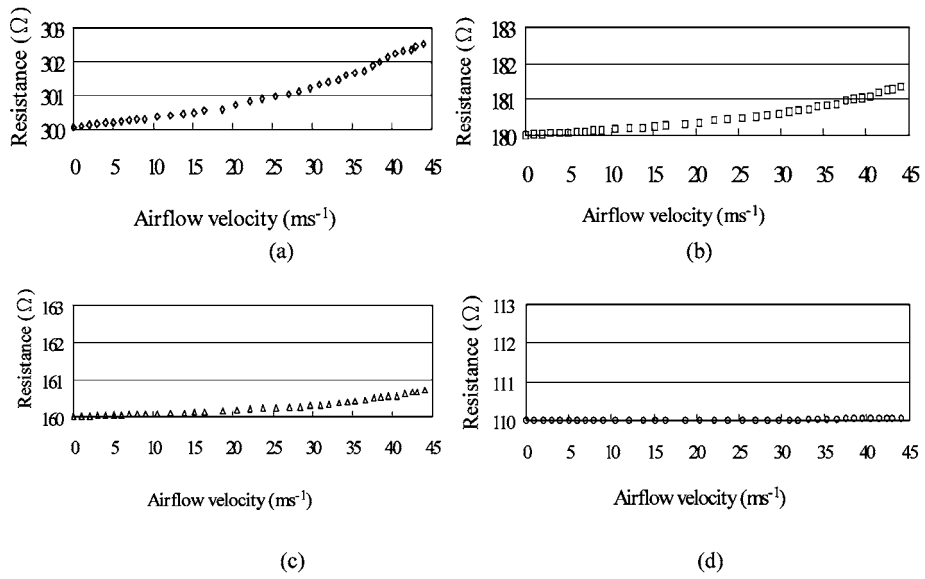 Resistance (Ω)
303
302
301
300
0 5 10 15 20 25 30 35 40 45
Airflow velocity (ms-1)
(a)
Resistance (Ω)
183
182
181
180
0 5 10 15 20 25 30 35 40 45
Airflow velocity (ms-1)
(b)
Resistance (Ω)
163
162
161
160
0 5 10 15 20 25 30 35 40 45
Airflow velocity (ms-1)
(c)
Resistance (Ω)
113
112
111
110
0 5 10 15 20 25 30 35 40 45
Airflow velocity (ms-1)
(d)